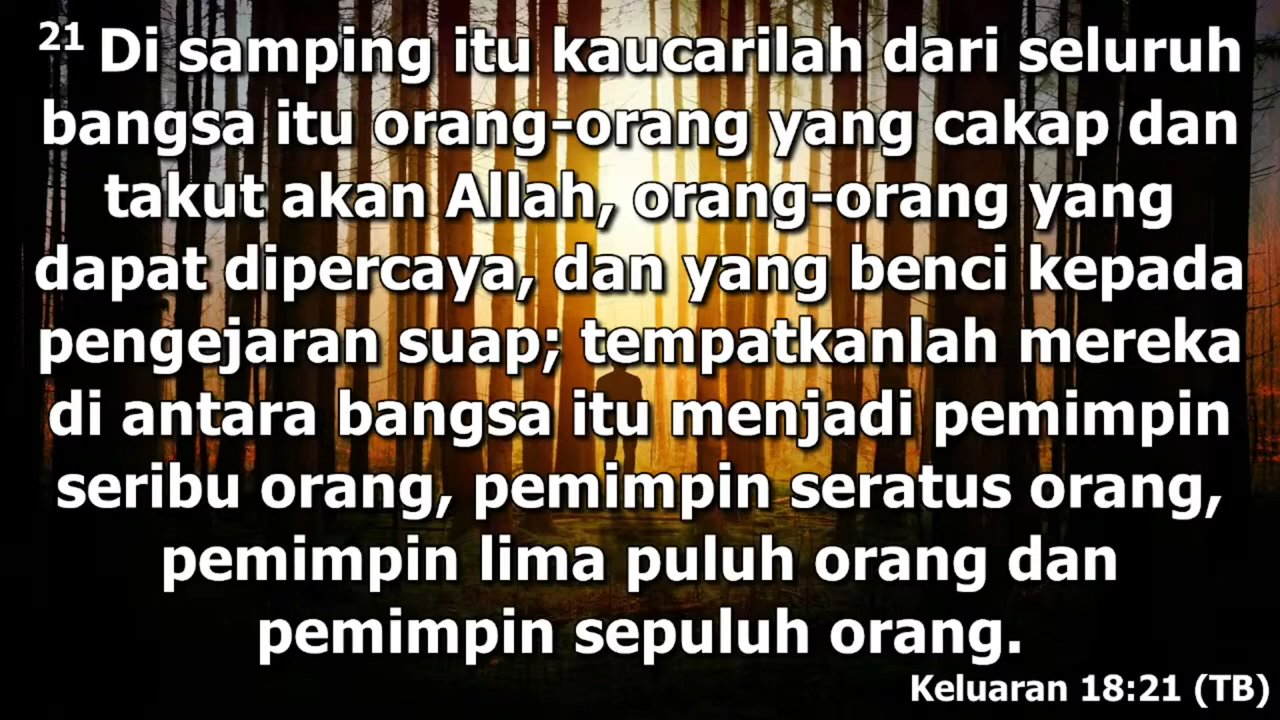 21 Di samping itu kaucarilah dari seluruh
bangsa itu orang-orang yang cakap dan
takut akan Allah, orang-orang yang
dapat dipercaya, dan yang benci kepada
pengejaran suap; tempatkanlah mereka
di antara bangsa itu menjadi pemimpin
seribu orang, pemimpin seratus orang,
pemimpin lima puluh orang dan
pemimpin sepuluh orang.
Keluaran 18:21 (TB)